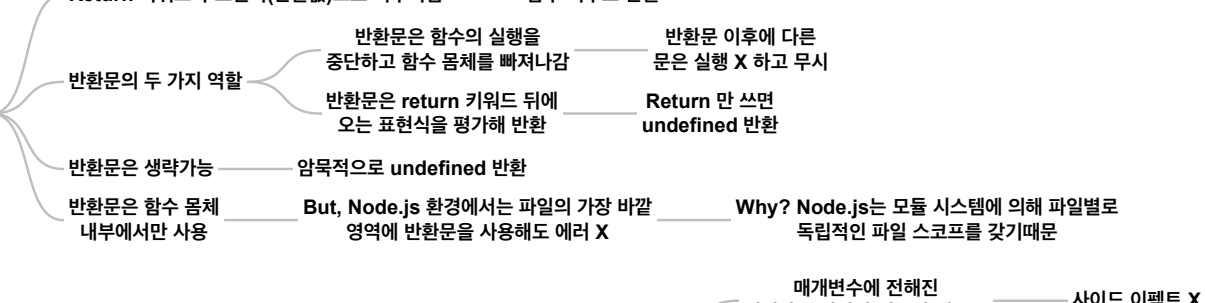 반환문은 함수의 실행을
중단하고 함수 몸체를 빠져나감
반환문 이후에 다른
문은 실행 X 하고 무시
반환문의 두 가지 역할
반환문은 return 키워드 뒤에
오는 표현식을 평가해 반환
Return 만 쓰면
undefined 반환
반환문은 생략가능
암묵적으로 undefined 반환
반환문은 함수 몸체
내부에서만 사용
But, Node.js 환경에서는 파일의 가장 바깥
영역에 반환문을 사용해도 에러 X
Why? Node.js는 모듈 시스템에 의해 파일별로
독립적인 파일 스코프를 갖기때문
매개변수에 전해진
사이드 이펙트 X